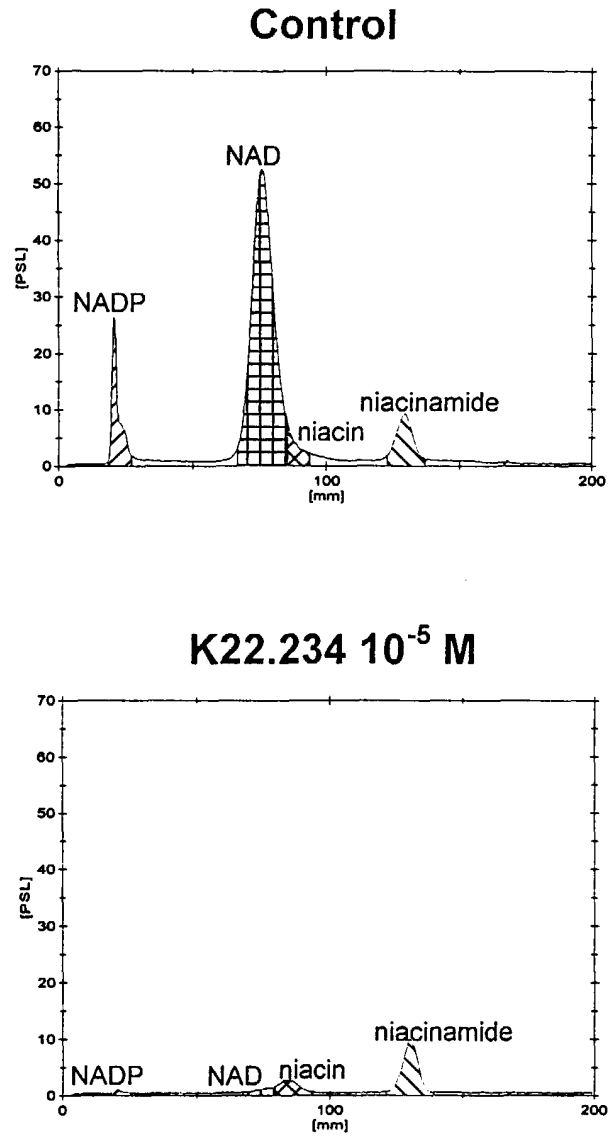 Control
70
60
50
40
30
20
10
0
[PSL]
NADP
NAD
niacin
niacinamide
0 100 200
[mm]
K22.234 10⁻⁵ M
70
60
50
40
30
20
10
0
[PSL]
NADP
NAD
niacin
niacinamide
0 100 200
[mm]